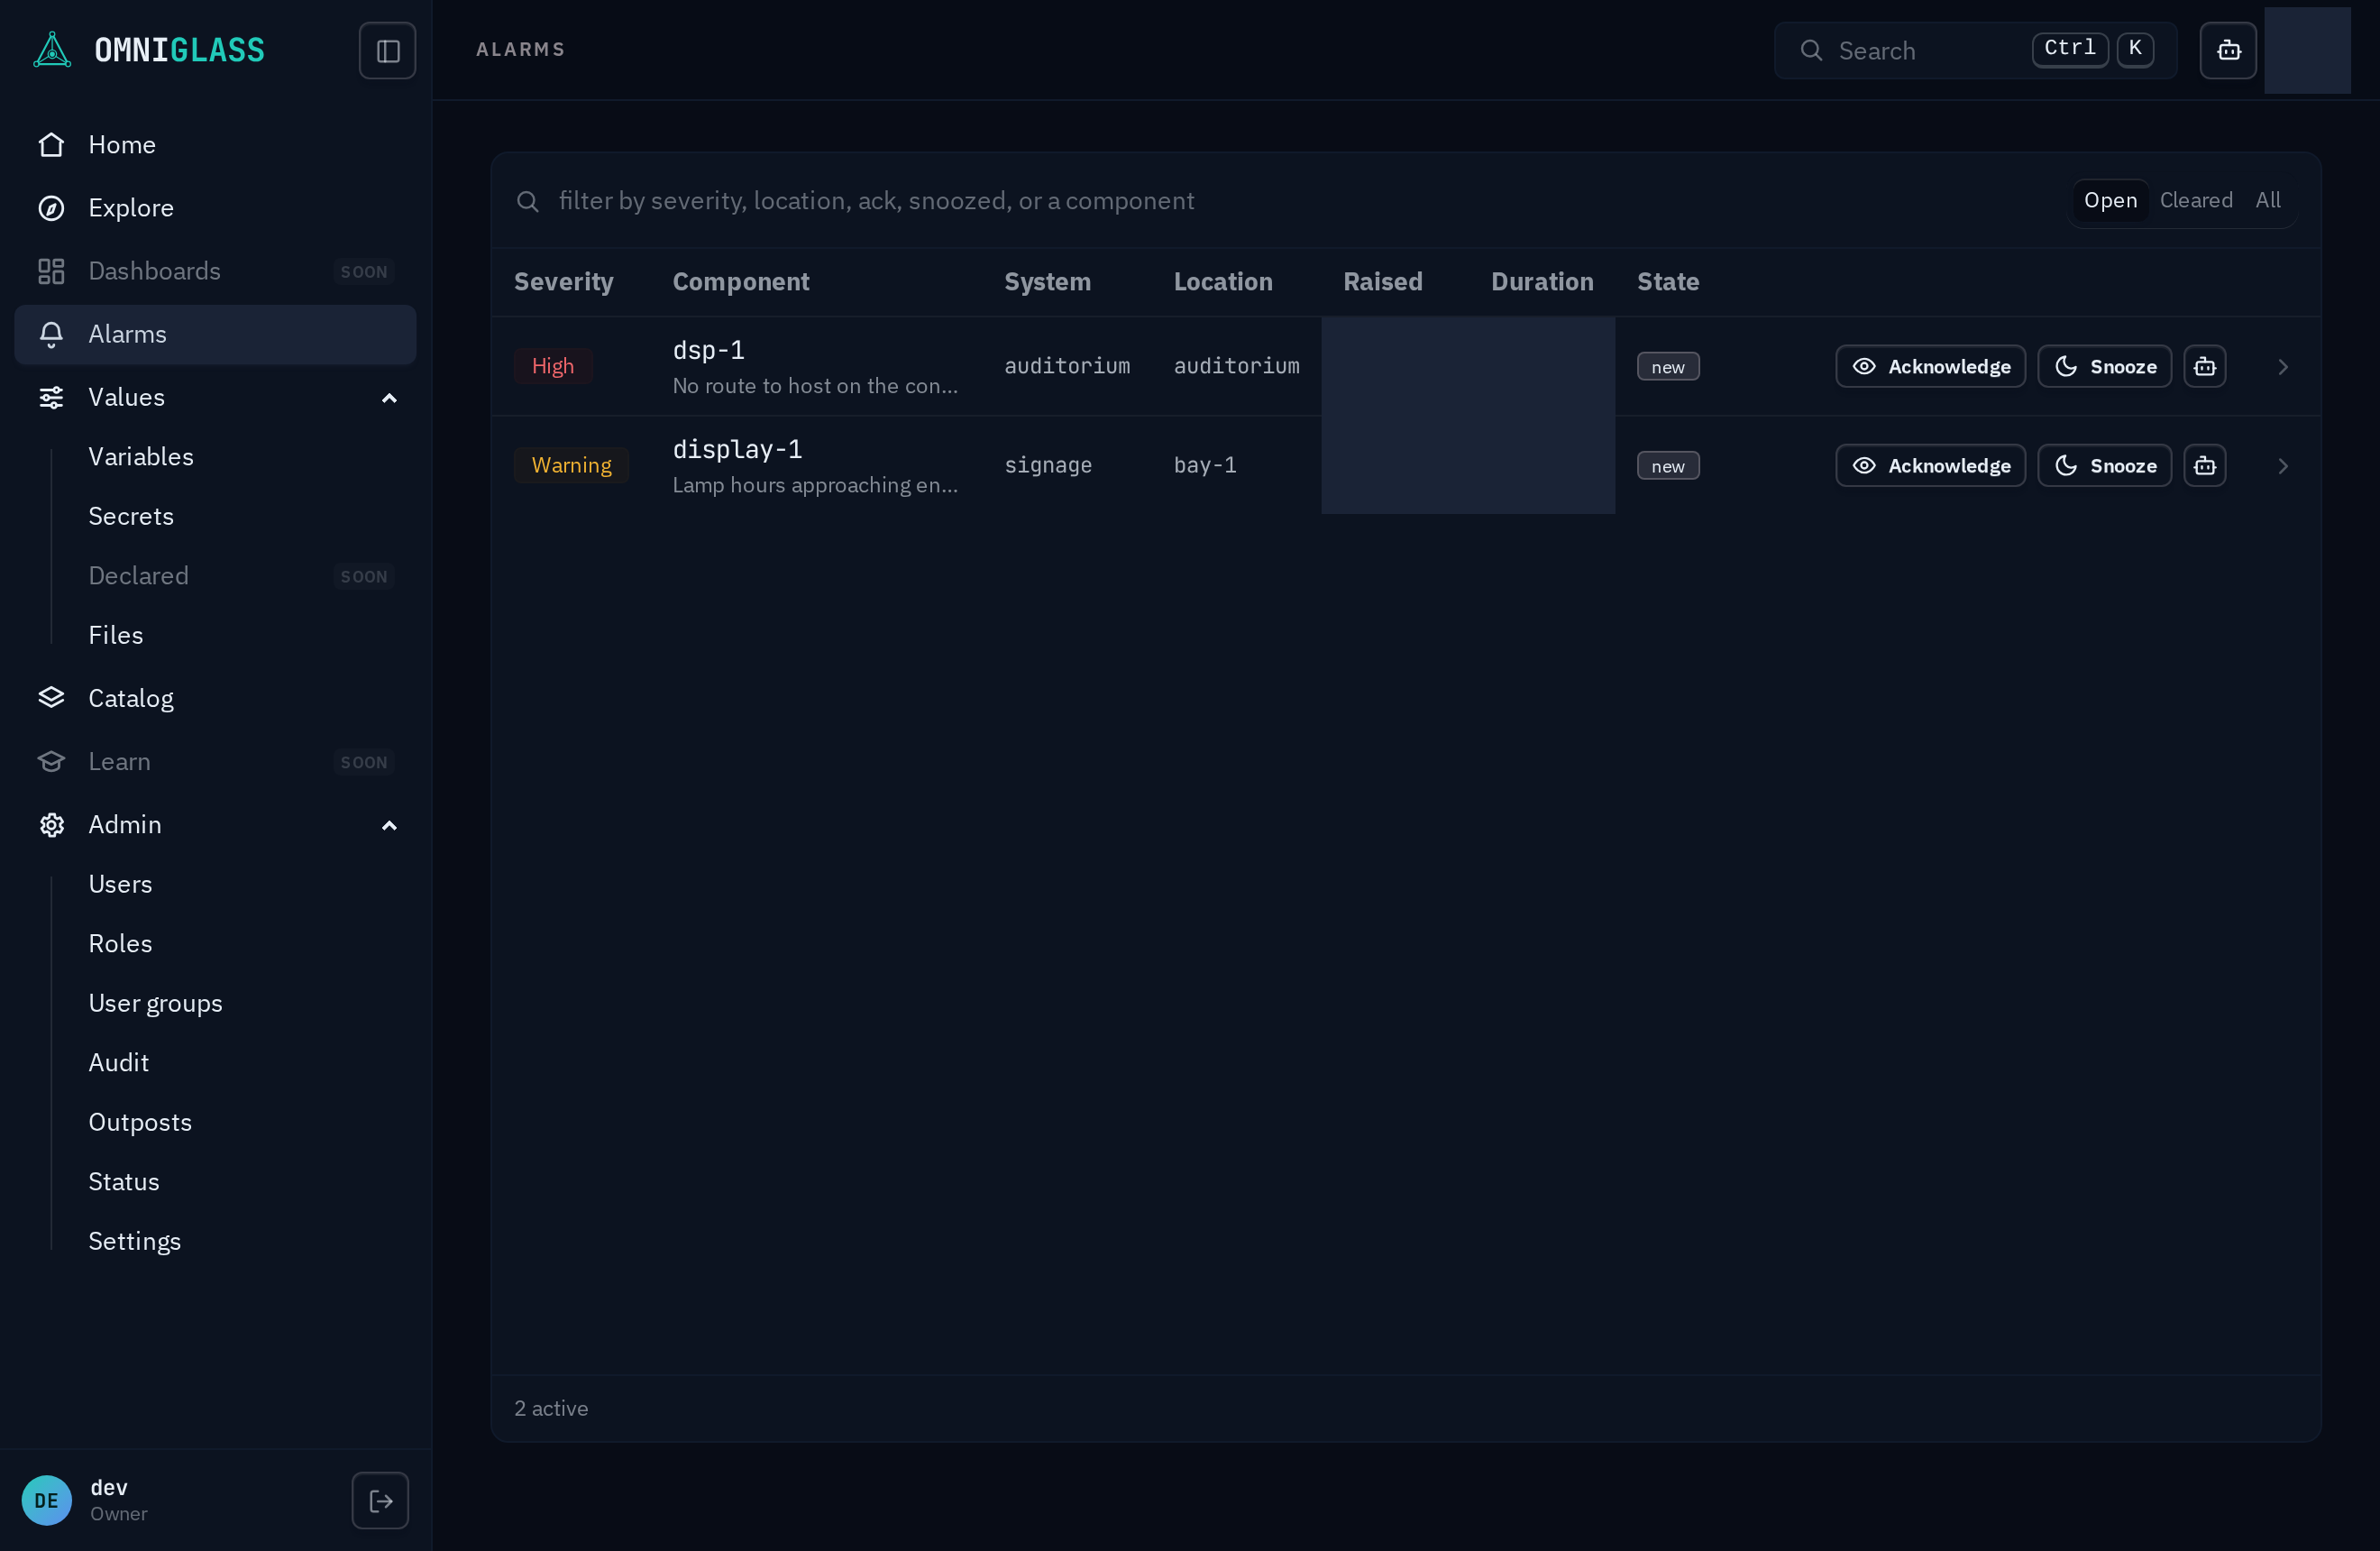 OMNIGLASS
ALARMS
Search
Ctrl K
Home
Explore
Dashboards SOON
Alarms
Values
Variables
Secrets
Declared SOON
Files
Catalog
Learn SOON
Admin
Users
Roles
User groups
Audit
Outposts
Status
Settings
DE
dev
Owner
filter by severity, location, ack, snoozed, or a component
Open Cleared All
Severity Component System Location Raised Duration State
High dsp-1 auditorium auditorium new Acknowledge Snooze
No route to host on the con...
Warning display-1 signage bay-1 new Acknowledge Snooze
Lamp hours approaching en...
2 active